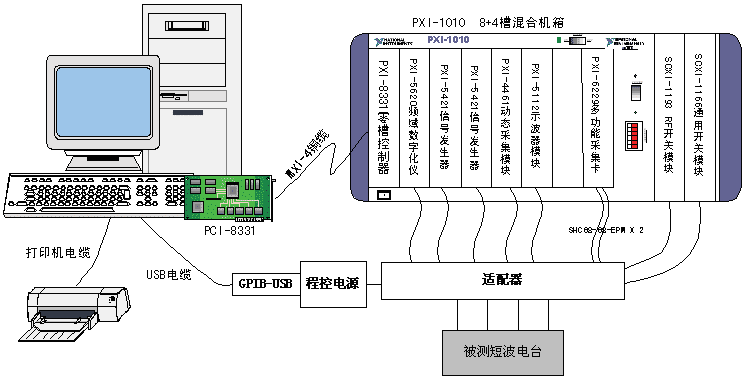 PXI-1010 8+4槽混合机箱
NATIONAL INSTRUMENTS
PXI-1010
NATIONAL INSTRUMENTS
PXI-8331零槽控制器
PXI-5620频域数字化仪
PXI-5421信号发生器
PXI-5421信号发生器
PXI-4461动态采集模块
PXI-5112示波器模块
PXI-6229多功能采集卡
SCXI-1193 RF开关模块
SCXI-1166通用开关模块
MXI-4铜缆
PCI-8331
SHC68-68-EPM X 2
打印机电缆
USB电缆
GPIB-USB
程控电源
适配器
被测短波电台